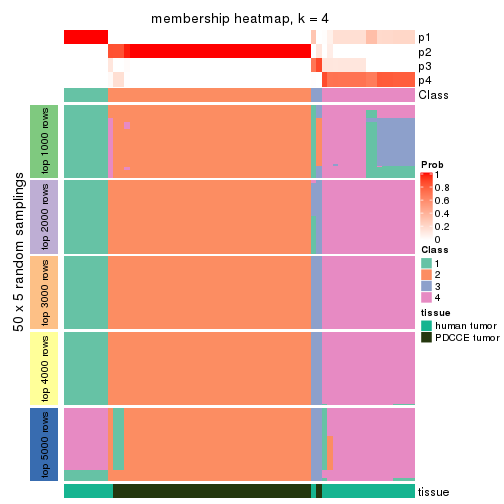 membership heatmap, k = 4
p1
p2
p3
p4
Class
50 x 5 random samplings
top 1000 rows
top 2000 rows
top 3000 rows
top 4000 rows
top 5000 rows
tissue
Prob
1
0.8
0.6
0.4
0.2
0
Class
1
2
3
4
tissue
human tumor
PDCCE tumor